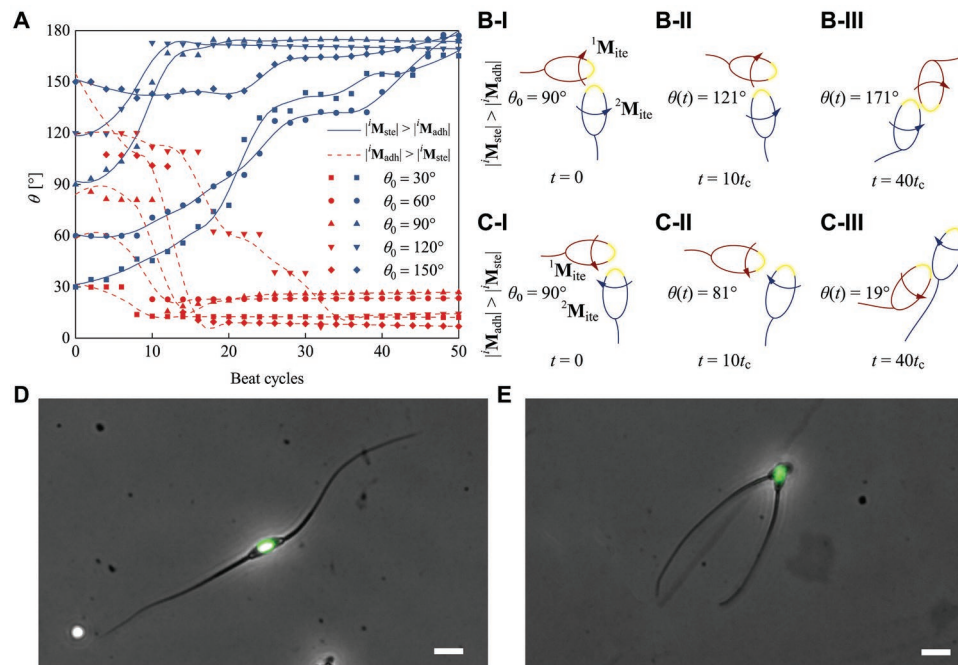 A
θ [°]
180
150
120
90
60
30
0
0
10
20
30
40
50
Beat cycles
|ⁱM_ste| > |ⁱM_adh|
|ⁱM_adh| > |ⁱM_ste|
θ₀ = 30°
θ₀ = 60°
θ₀ = 90°
θ₀ = 120°
θ₀ = 150°
B-I
B-II
B-III
|ⁱM_ste| > |ⁱM_adh|
¹M_ite
θ₀ = 90°
²M_ite
t = 0
θ(t) = 121°
t = 10t_c
θ(t) = 171°
t = 40t_c
C-I
C-II
C-III
|ⁱM_adh| > |ⁱM_ste|
θ₀ = 90°
¹M_ite
²M_ite
t = 0
θ(t) = 81°
t = 10t_c
θ(t) = 19°
t = 40t_c
D
E